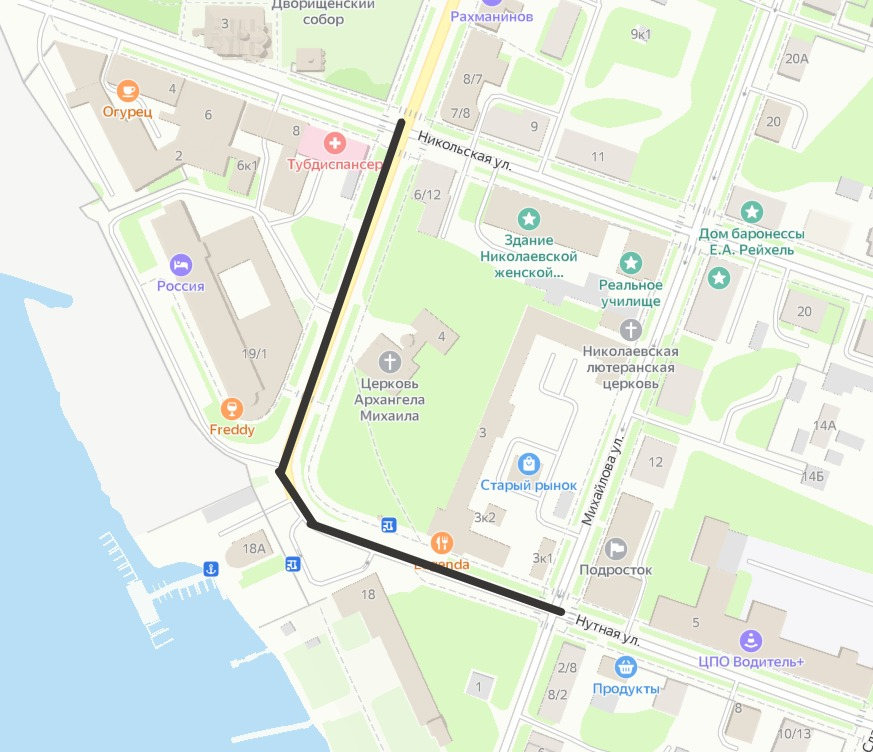 Дворищенский
собор
3
Рахманинов
9к1
20А
8/7
7/8
9
11
20
4
Огурец
6
2
6к1
8
Тубдиспансер
Никольская ул.
6/12
Здание
Николаевской
женской...
Дом баронессы
Е.А. Рейхель
Реальное
училище
Россия
20
19/1
4
Церковь
Архангела
Михаила
Николаевская
лютеранская
церковь
Freddy
3
14А
12
14Б
Михайлова ул.
Старый рынок
3к2
18А
3к1
Подросток
18
Нутная ул.
5
ЦПО Водитель+
2/8
8/2
Продукты
1
8
10/13